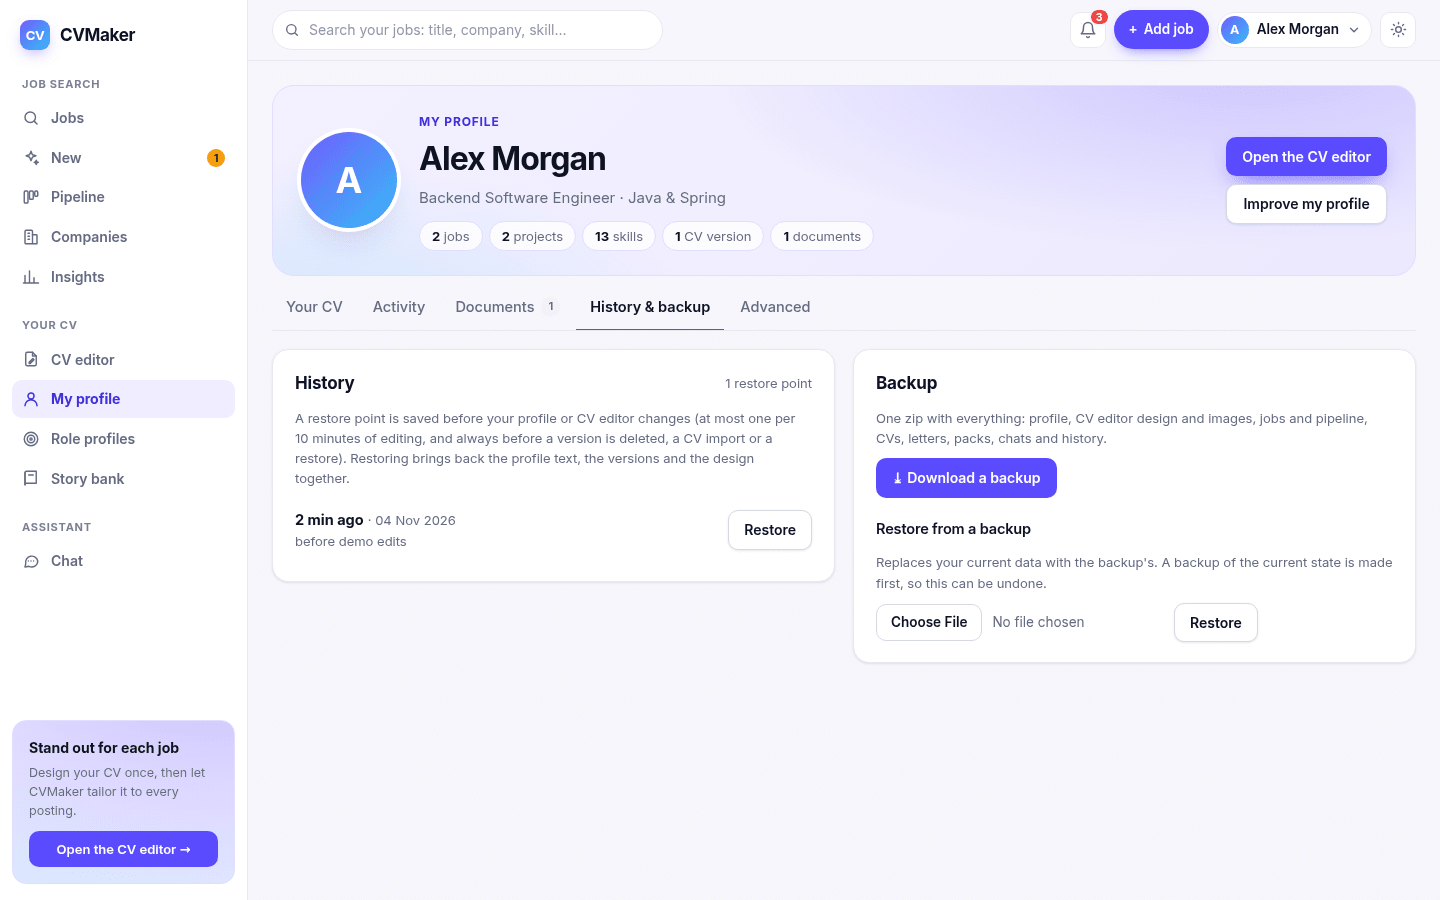 CV CVMaker
JOB SEARCH
Jobs
New 1
Pipeline
Companies
Insights
YOUR CV
CV editor
My profile
Role profiles
Story bank
ASSISTANT
Chat
Stand out for each job
Design your CV once, then let
CVMaker tailor it to every
posting.
Open the CV editor →
Search your jobs: title, company, skill...
3
+ Add job
A Alex Morgan
A
MY PROFILE
Alex Morgan
Backend Software Engineer · Java & Spring
2 jobs 2 projects 13 skills 1 CV version 1 documents
Open the CV editor
Improve my profile
Your CV Activity Documents 1 History & backup Advanced
History
1 restore point
A restore point is saved before your profile or CV editor changes (at most one per
10 minutes of editing, and always before a version is deleted, a CV import or a
restore). Restoring brings back the profile text, the versions and the design
together.
2 min ago · 04 Nov 2026
before demo edits
Restore
Backup
One zip with everything: profile, CV editor design and images, jobs and pipeline,
CVs, letters, packs, chats and history.
⤓ Download a backup
Restore from a backup
Replaces your current data with the backup's. A backup of the current state is made
first, so this can be undone.
Choose File No file chosen
Restore